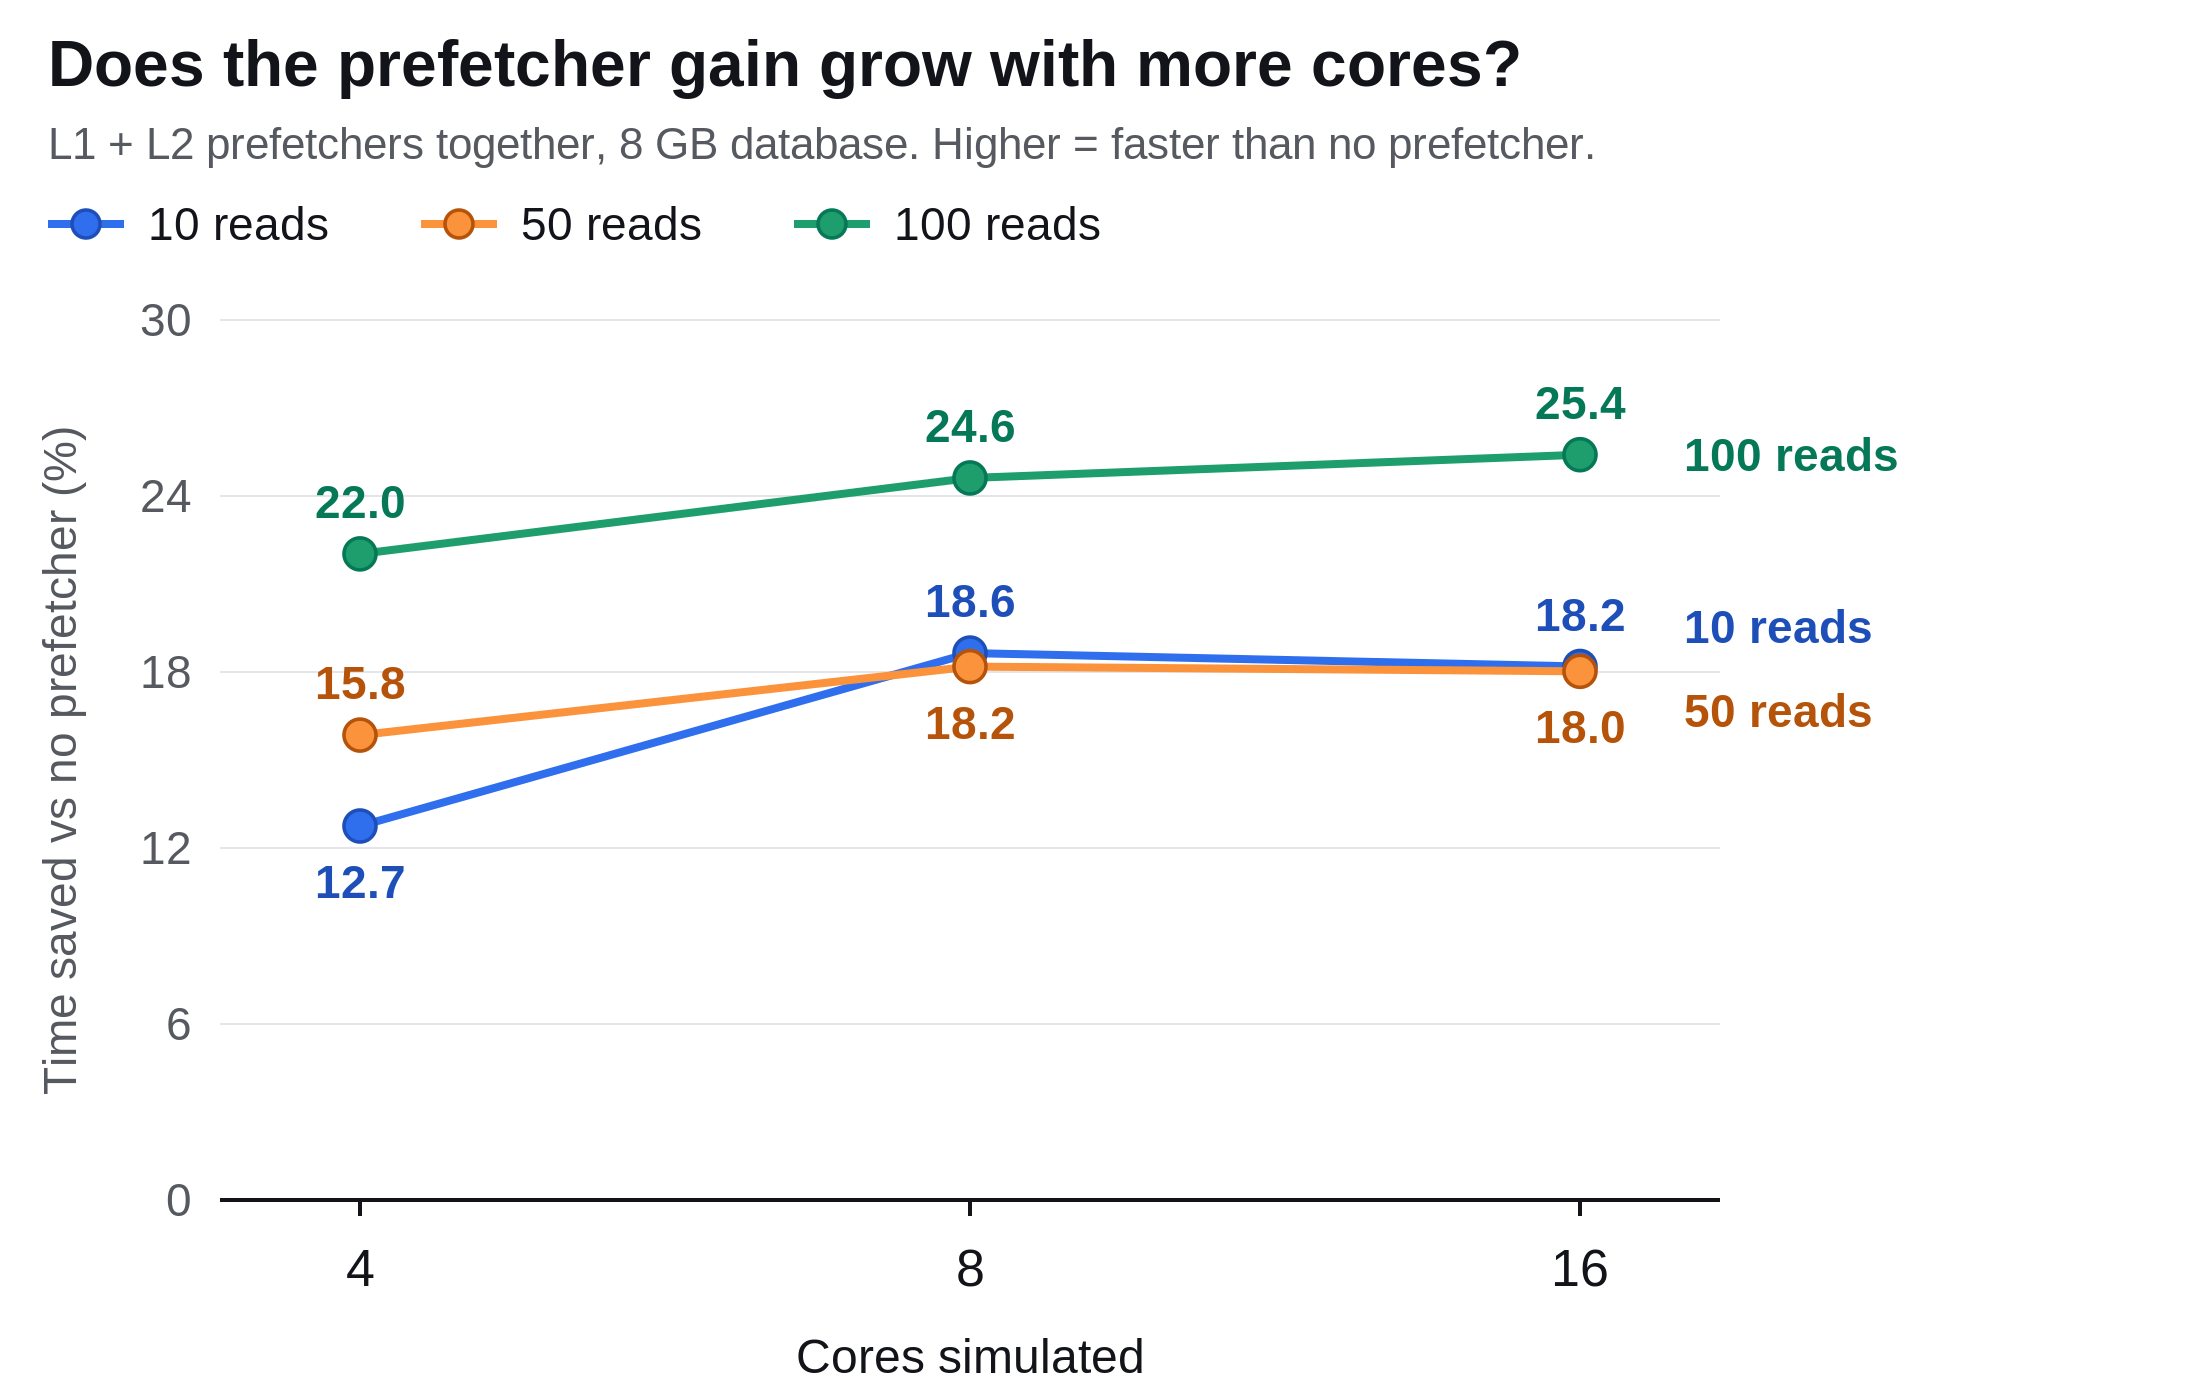 Does the prefetcher gain grow with more cores?
L1 + L2 prefetchers together, 8 GB database. Higher = faster than no prefetcher.
10 reads 50 reads 100 reads
Time saved vs no prefetcher (%)
30
24
18
12
6
0
22.0
24.6
25.4
100 reads
15.8
18.6
18.2
10 reads
12.7
18.2
18.0
50 reads
4 8 16
Cores simulated